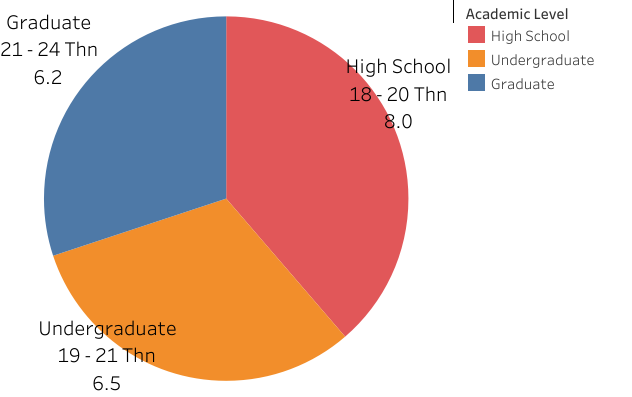 Graduate
21 - 24 Thn
6.2
High School
18 - 20 Thn
8.0
Undergraduate
19 - 21 Thn
6.5
Academic Level
High School
Undergraduate
Graduate